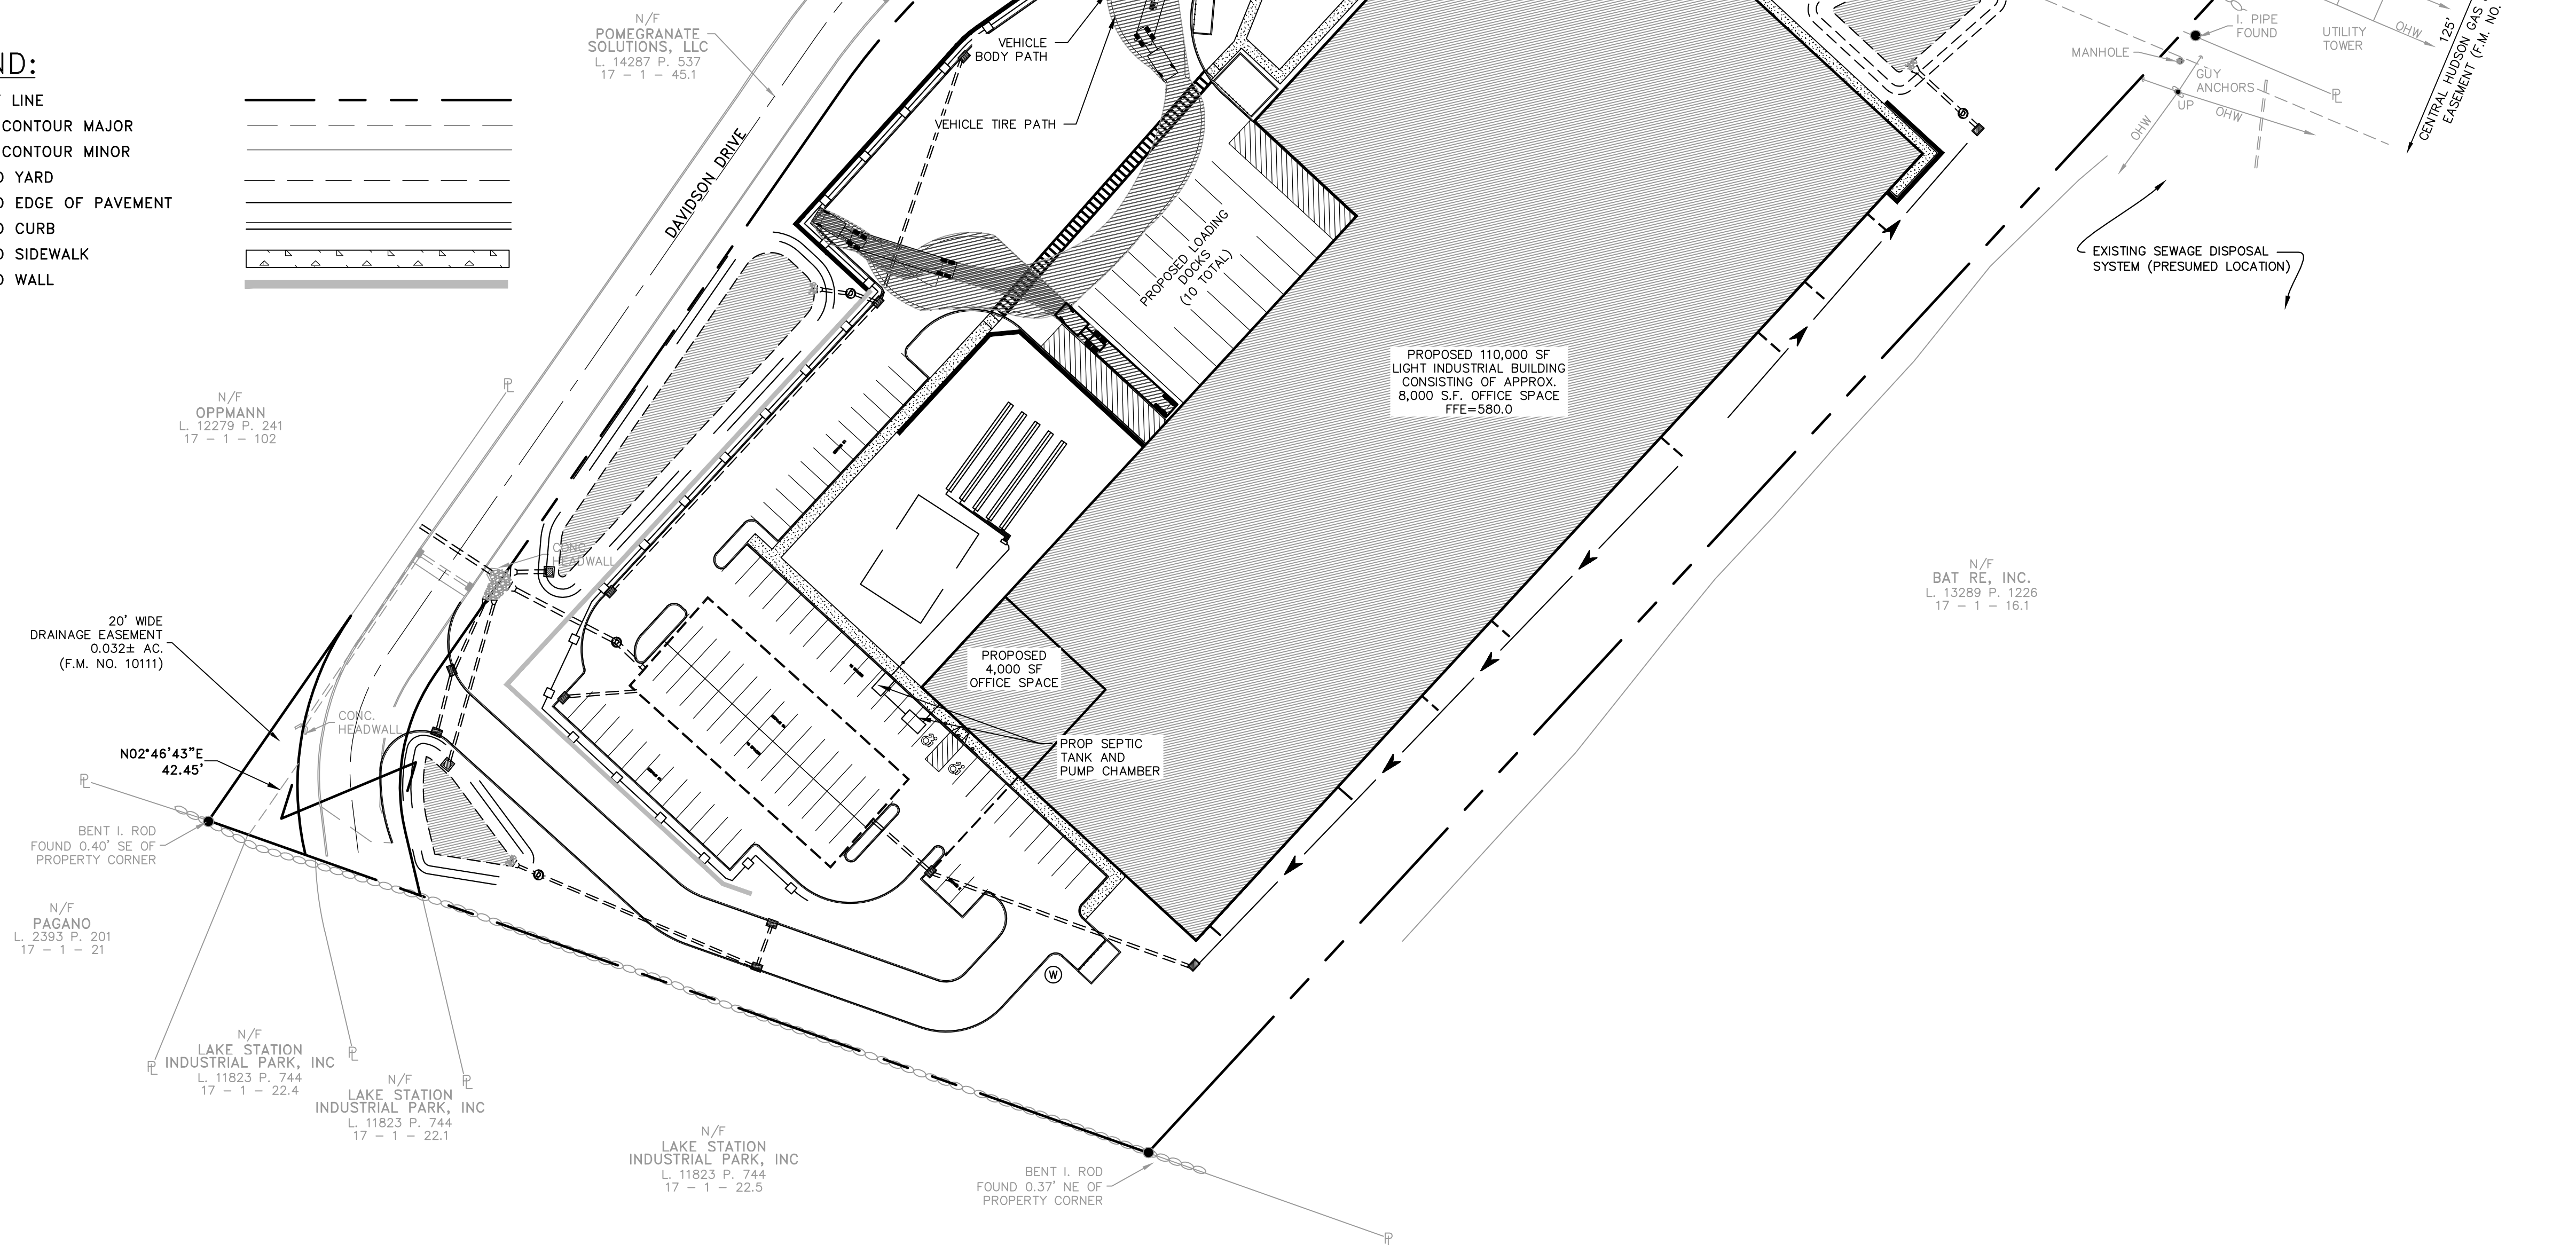 ND:
LINE
CONTOUR MAJOR
CONTOUR MINOR
D YARD
D EDGE OF PAVEMENT
D CURB
D SIDEWALK
D WALL
N/F
POMEGRANATE
SOLUTIONS, LLC
L. 14287 P. 537
17 – 1 – 45.1
DAVIDSON DRIVE
VEHICLE
BODY PATH
VEHICLE TIRE PATH
PROPOSED LOADING
DOCKS
(10 TOTAL)
I. PIPE
FOUND
UTILITY
TOWER
OHW
MANHOLE
GUY
ANCHORS
UP
OHW
OHW
PL
125'
CENTRAL HUDSON GAS
EASEMENT (F.M. NO.
EXISTING SEWAGE DISPOSAL
SYSTEM (PRESUMED LOCATION)
PROPOSED 110,000 SF
LIGHT INDUSTRIAL BUILDING
CONSISTING OF APPROX.
8,000 S.F. OFFICE SPACE
FFE=580.0
PL
N/F
OPPMANN
L. 12279 P. 241
17 – 1 – 102
CONC.
HEADWALL
N/F
BAT RE, INC.
L. 13289 P. 1226
17 – 1 – 16.1
20' WIDE
DRAINAGE EASEMENT
0.032± AC.
(F.M. NO. 10111)
PROPOSED
4,000 SF
OFFICE SPACE
CONC.
HEADWALL
N02°46'43"E
42.45'
PROP SEPTIC
TANK AND
PUMP CHAMBER
PL
BENT I. ROD
FOUND 0.40' SE OF
PROPERTY CORNER
N/F
PAGANO
L. 2393 P. 201
17 – 1 – 21
W
N/F
LAKE STATION
INDUSTRIAL PARK, INC
L. 11823 P. 744
17 – 1 – 22.4
PL
PL
PL
N/F
LAKE STATION
INDUSTRIAL PARK, INC
L. 11823 P. 744
17 – 1 – 22.1
N/F
LAKE STATION
INDUSTRIAL PARK, INC
L. 11823 P. 744
17 – 1 – 22.5
BENT I. ROD
FOUND 0.37' NE OF
PROPERTY CORNER
PL